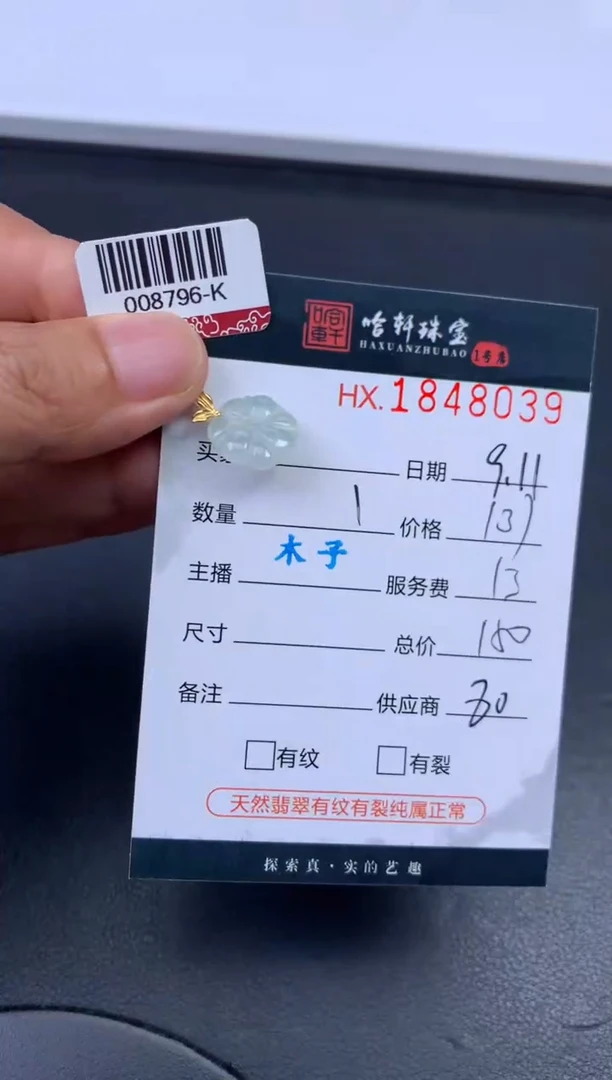 008796-K
哈轩珠宝
HAXUANZHUBAO
1号店
HX.1848039
买
日期 9.11
数量 1
价格 137
木子
主播
服务费 13
尺寸
总价 150
备注
供应商 30
有纹
有裂
天然翡翠有纹有裂纯属正常
探索真·实的艺趣